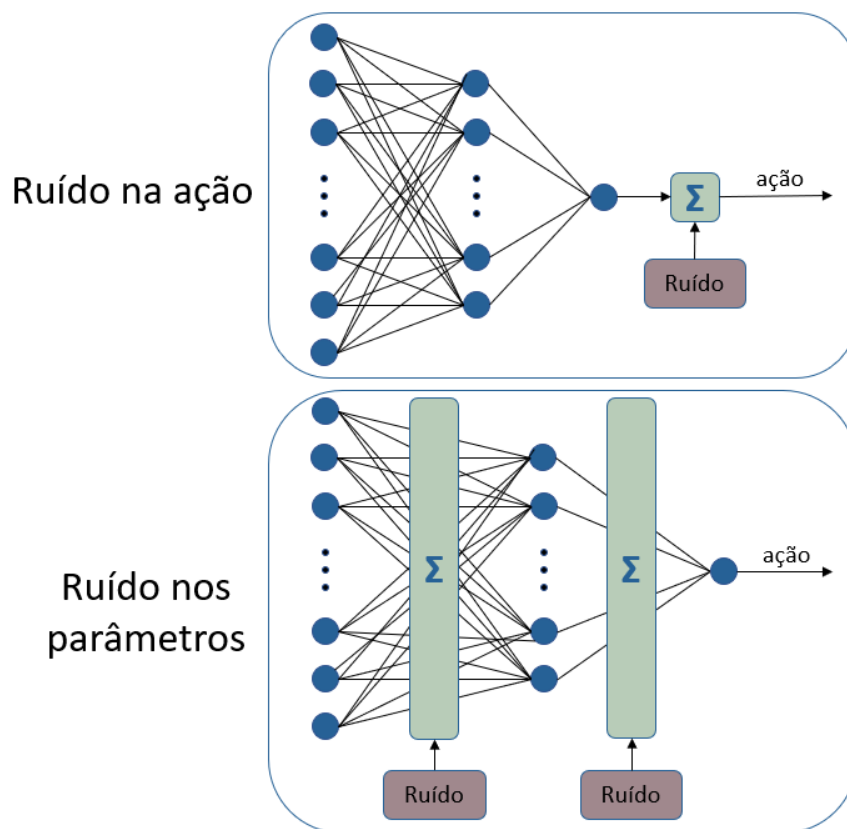 Ruído na ação
Σ
ação
Ruído
Ruído nos
parâmetros
Σ
Σ
ação
Ruído
Ruído